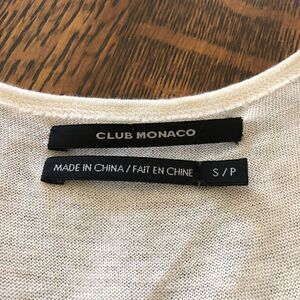 CLUB MONACO
MADE IN CHINA / FAIT EN CHINE S / P